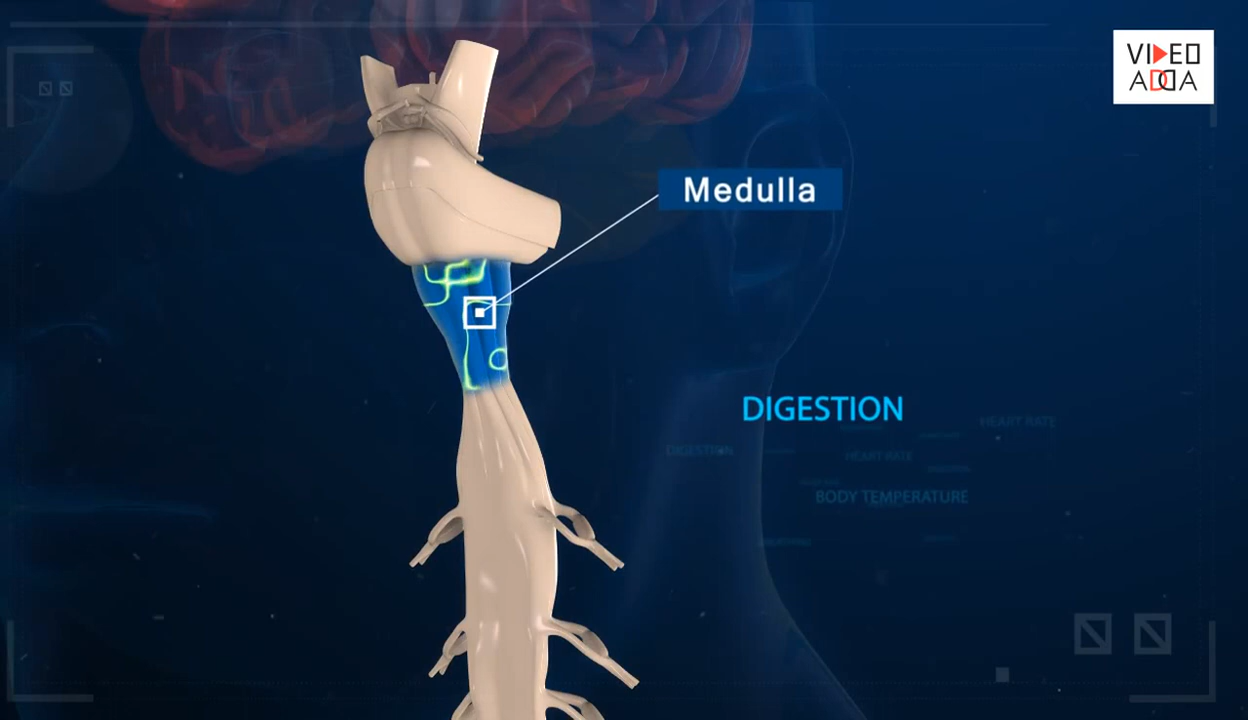 VIDEO
ADDA
Medulla
DIGESTION
HEART RATE
DIGESTION
HEART RATE
BODY TEMPERATURE